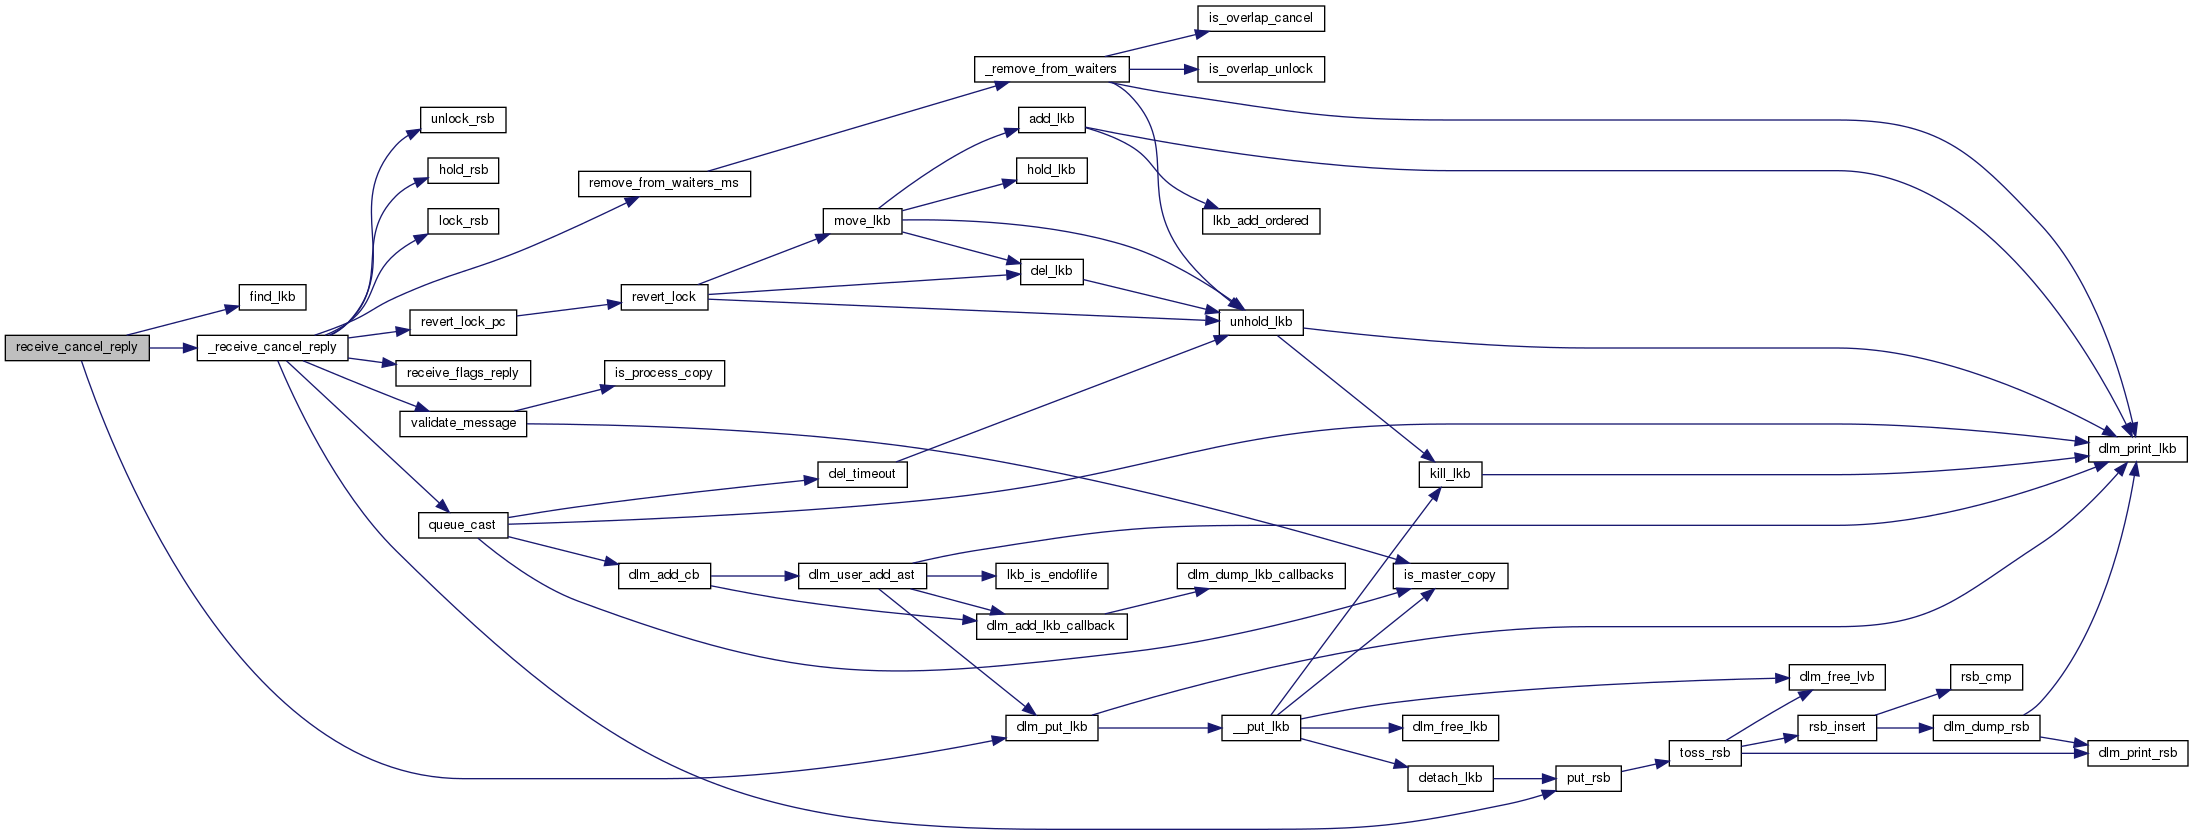 is_overlap_cancel
_remove_from_waiters
is_overlap_unlock
unlock_rsb
add_lkb
hold_rsb
hold_lkb
remove_from_waiters_ms
lock_rsb
move_lkb
lkb_add_ordered
del_lkb
find_lkb
revert_lock
revert_lock_pc
unhold_lkb
receive_cancel_reply
_receive_cancel_reply
receive_flags_reply
is_process_copy
validate_message
dlm_print_lkb
del_timeout
kill_lkb
queue_cast
dlm_add_cb
dlm_user_add_ast
lkb_is_endoflife
dlm_dump_lkb_callbacks
is_master_copy
dlm_add_lkb_callback
dlm_free_lvb
rsb_cmp
dlm_put_lkb
__put_lkb
dlm_free_lkb
rsb_insert
dlm_dump_rsb
toss_rsb
dlm_print_rsb
detach_lkb
put_rsb